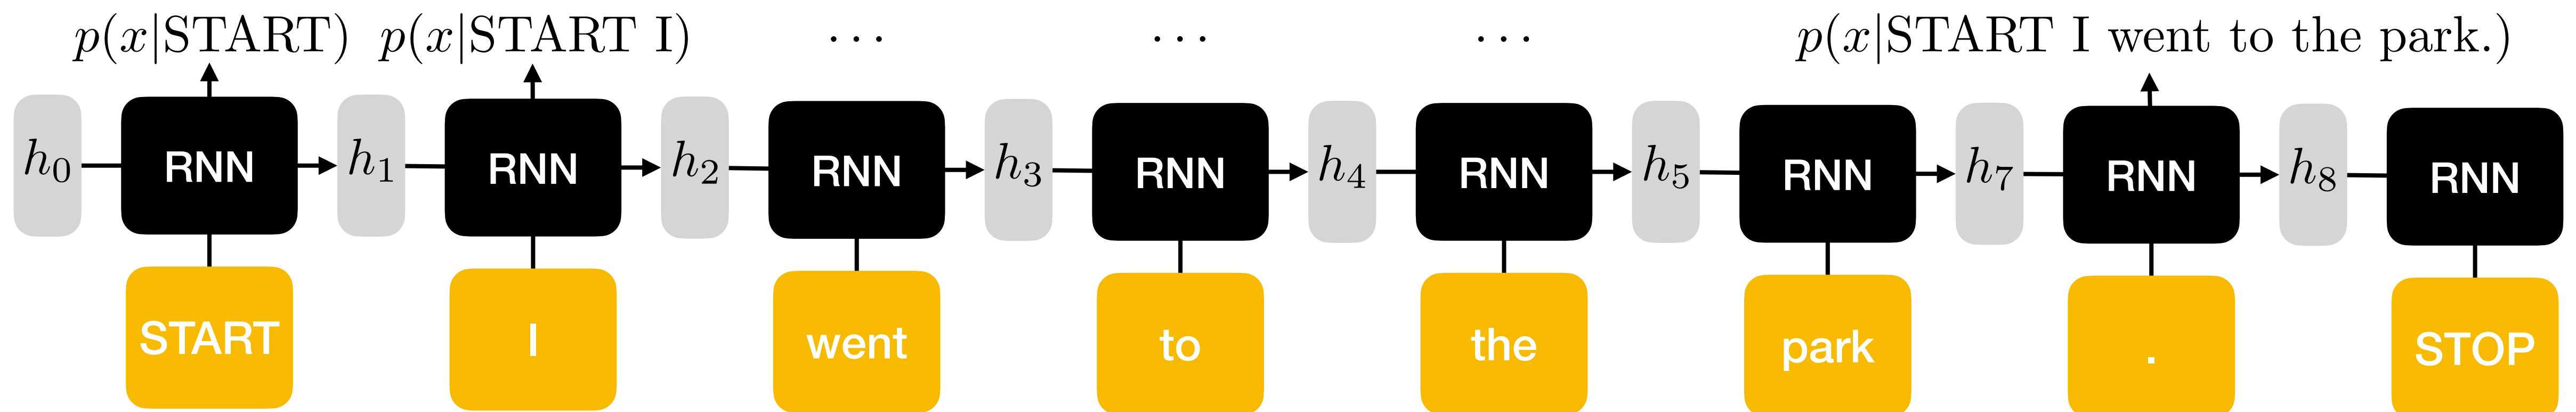 p(x|START) p(x|START I) ··· ··· ··· p(x|START I went to the park.)
h₀ RNN h₁ RNN h₂ RNN h₃ RNN h₄ RNN h₅ RNN h₇ RNN h₈ RNN
START I went to the park . STOP